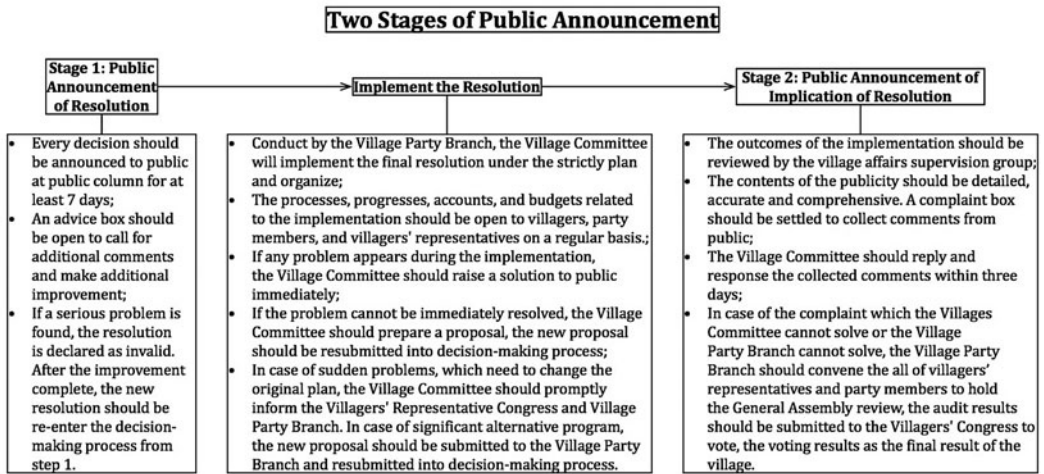 Two Stages of Public Announcement
Stage 1: Public
Announcement
of Resolution
Implement the Resolution
Stage 2: Public Announcement of
Implication of Resolution
• Every decision should
be announced to public
at public column for at
least 7 days;
• An advice box should
be open to call for
additional comments
and make additional
improvement;
• If a serious problem is
found, the resolution
is declared as invalid.
After the improvement
complete, the new
resolution should be
re-enter the decision-
making process from
step 1.
• Conduct by the Village Party Branch, the Village Committee
will implement the final resolution under the strictly plan
and organize;
• The processes, progresses, accounts, and budgets related
to the implementation should be open to villagers, party
members, and villagers' representatives on a regular basis.;
• If any problem appears during the implementation,
the Village Committee should raise a solution to public
immediately;
• If the problem cannot be immediately resolved, the Village
Committee should prepare a proposal, the new proposal
should be resubmitted into decision-making process;
• In case of sudden problems, which need to change the
original plan, the Village Committee should promptly
inform the Villagers' Representative Congress and Village
Party Branch. In case of significant alternative program,
the new proposal should be submitted to the Village Party
Branch and resubmitted into decision-making process.
• The outcomes of the implementation should be
reviewed by the village affairs supervision group;
• The contents of the publicity should be detailed,
accurate and comprehensive. A complaint box
should be settled to collect comments from
public;
• The Village Committee should reply and
response the collected comments within three
days;
• In case of the complaint which the Villages
Committee cannot solve or the Village
Party Branch cannot solve, the Village Party
Branch should convene the all of villagers'
representatives and party members to hold
the General Assembly review, the audit results
should be submitted to the Villagers' Congress to
vote, the voting results as the final result of the
village.